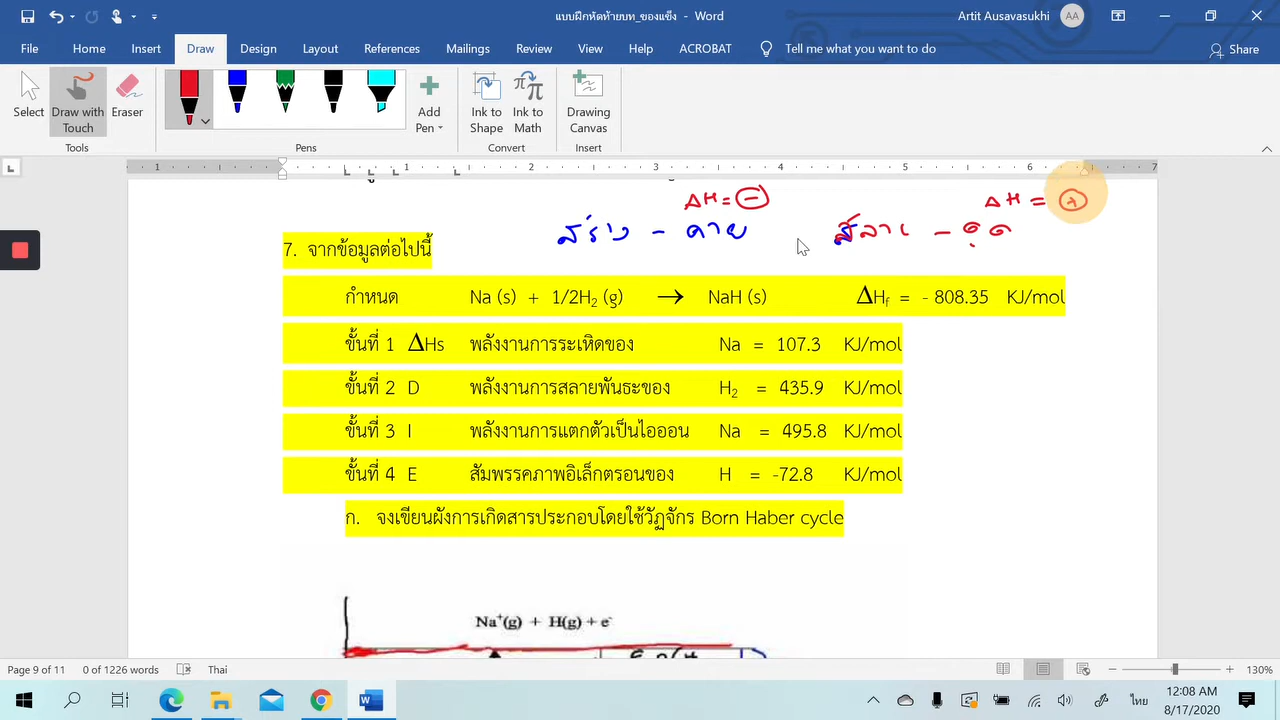 แบบฝึกหัดท้ายบท_ของแข็ง - Word
Artit Ausavasukhi AA
File Home Insert Draw Design Layout References Mailings Review View Help ACROBAT Tell me what you want to do Share
Select
Draw with Touch
Eraser
Add Pen
Ink to Shape
Ink to Math
Drawing Canvas
Tools Pens Convert Insert
1 1 2 3 4 5 6 7
ΔH = - ΔH = +
สร้าง - คาย สลาย - ดูด
7. จากข้อมูลต่อไปนี้
กำหนด Na (s) + 1/2H₂ (g) → NaH (s) ΔHf = - 808.35 KJ/mol
ขั้นที่ 1 ΔHs พลังงานการระเหิดของ Na = 107.3 KJ/mol
ขั้นที่ 2 D พลังงานการสลายพันธะของ H₂ = 435.9 KJ/mol
ขั้นที่ 3 I พลังงานการแตกตัวเป็นไอออน Na = 495.8 KJ/mol
ขั้นที่ 4 E สัมพรรคภาพอิเล็กตรอนของ H = -72.8 KJ/mol
ก. จงเขียนผังการเกิดสารประกอบโดยใช้วัฏจักร Born Haber cycle
Na⁺(g) + H(g) + e⁻
Page 9 of 11 0 of 1226 words Thai 130%
ไทย 12:08 AM
8/17/2020